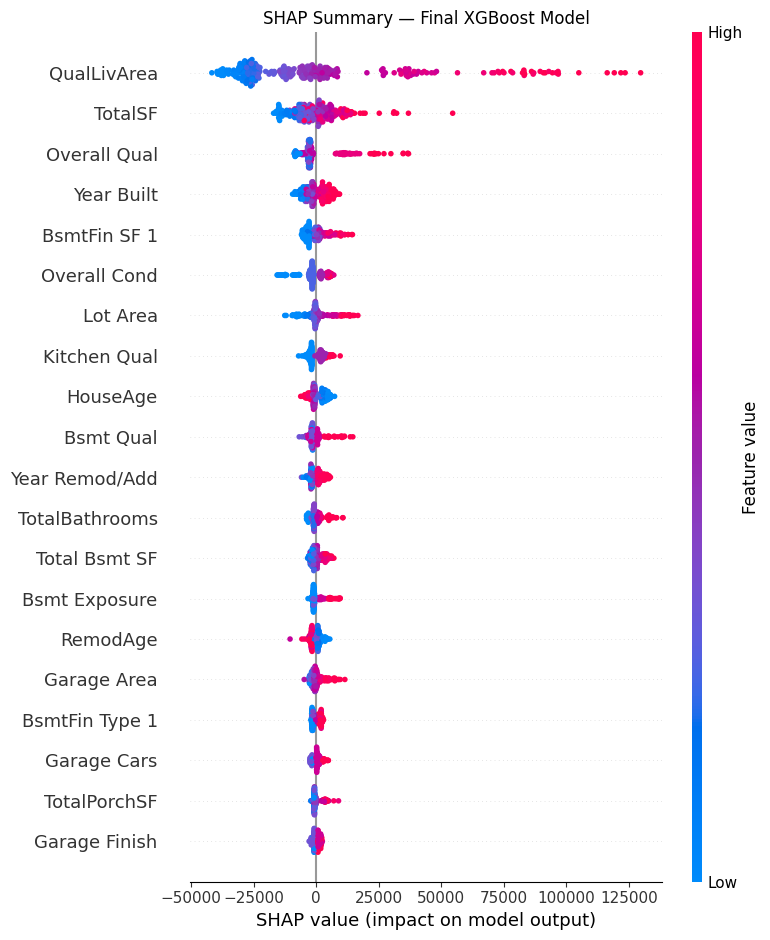 SHAP Summary — Final XGBoost Model
High
QualLivArea
TotalSF
Overall Qual
Year Built
BsmtFin SF 1
Overall Cond
Lot Area
Kitchen Qual
HouseAge
Bsmt Qual
Year Remod/Add
TotalBathrooms
Total Bsmt SF
Bsmt Exposure
RemodAge
Garage Area
BsmtFin Type 1
Garage Cars
TotalPorchSF
Garage Finish
Feature value
Low
−50000 −25000 0 25000 50000 75000 100000 125000
SHAP value (impact on model output)